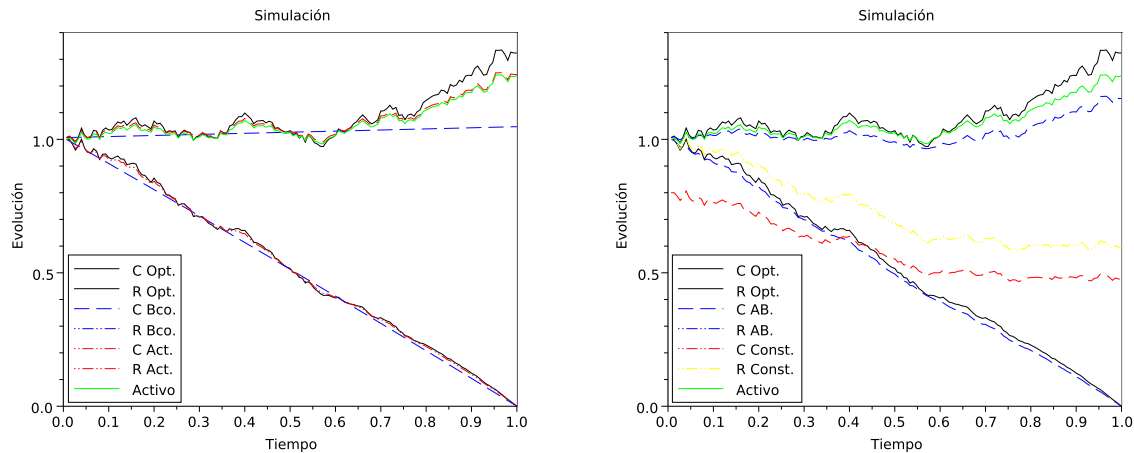 Simulación
1.0
0.5
0.0
Evolución
C Opt.
R Opt.
C Bco.
R Bco.
C Act.
R Act.
Activo
0.0 0.1 0.2 0.3 0.4 0.5 0.6 0.7 0.8 0.9 1.0
Tiempo
Simulación
1.0
0.5
0.0
Evolución
C Opt.
R Opt.
C AB.
R AB.
C Const.
R Const.
Activo
0.0 0.1 0.2 0.3 0.4 0.5 0.6 0.7 0.8 0.9 1.0
Tiempo